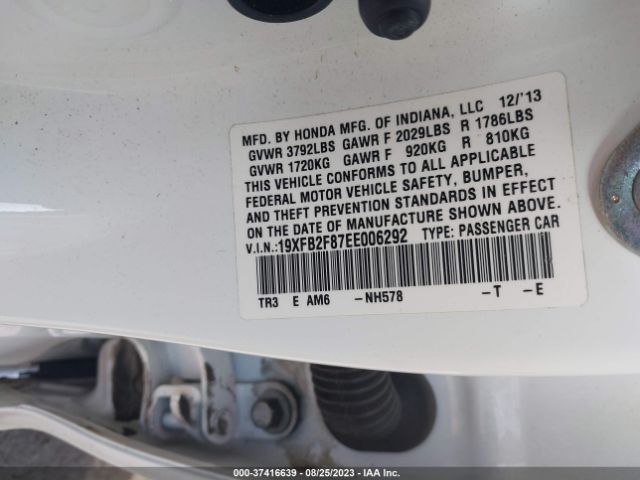 MFD. BY HONDA MFG. OF INDIANA, LLC 12/'13
GVWR 3792LBS GAWR F 2029LBS R 1786LBS
GVWR 1720KG GAWR F 920KG R 810KG
THIS VEHICLE CONFORMS TO ALL APPLICABLE
FEDERAL MOTOR VEHICLE SAFETY, BUMPER,
AND THEFT PREVENTION STANDARDS IN EFFECT
ON THE DATE OF MANUFACTURE SHOWN ABOVE.
V.I.N.:19XFB2F87EE006292 TYPE: PASSENGER CAR
TR3 E AM6 -NH578 -T -E
000-37416639 - 08/25/2023 - IAA Inc.